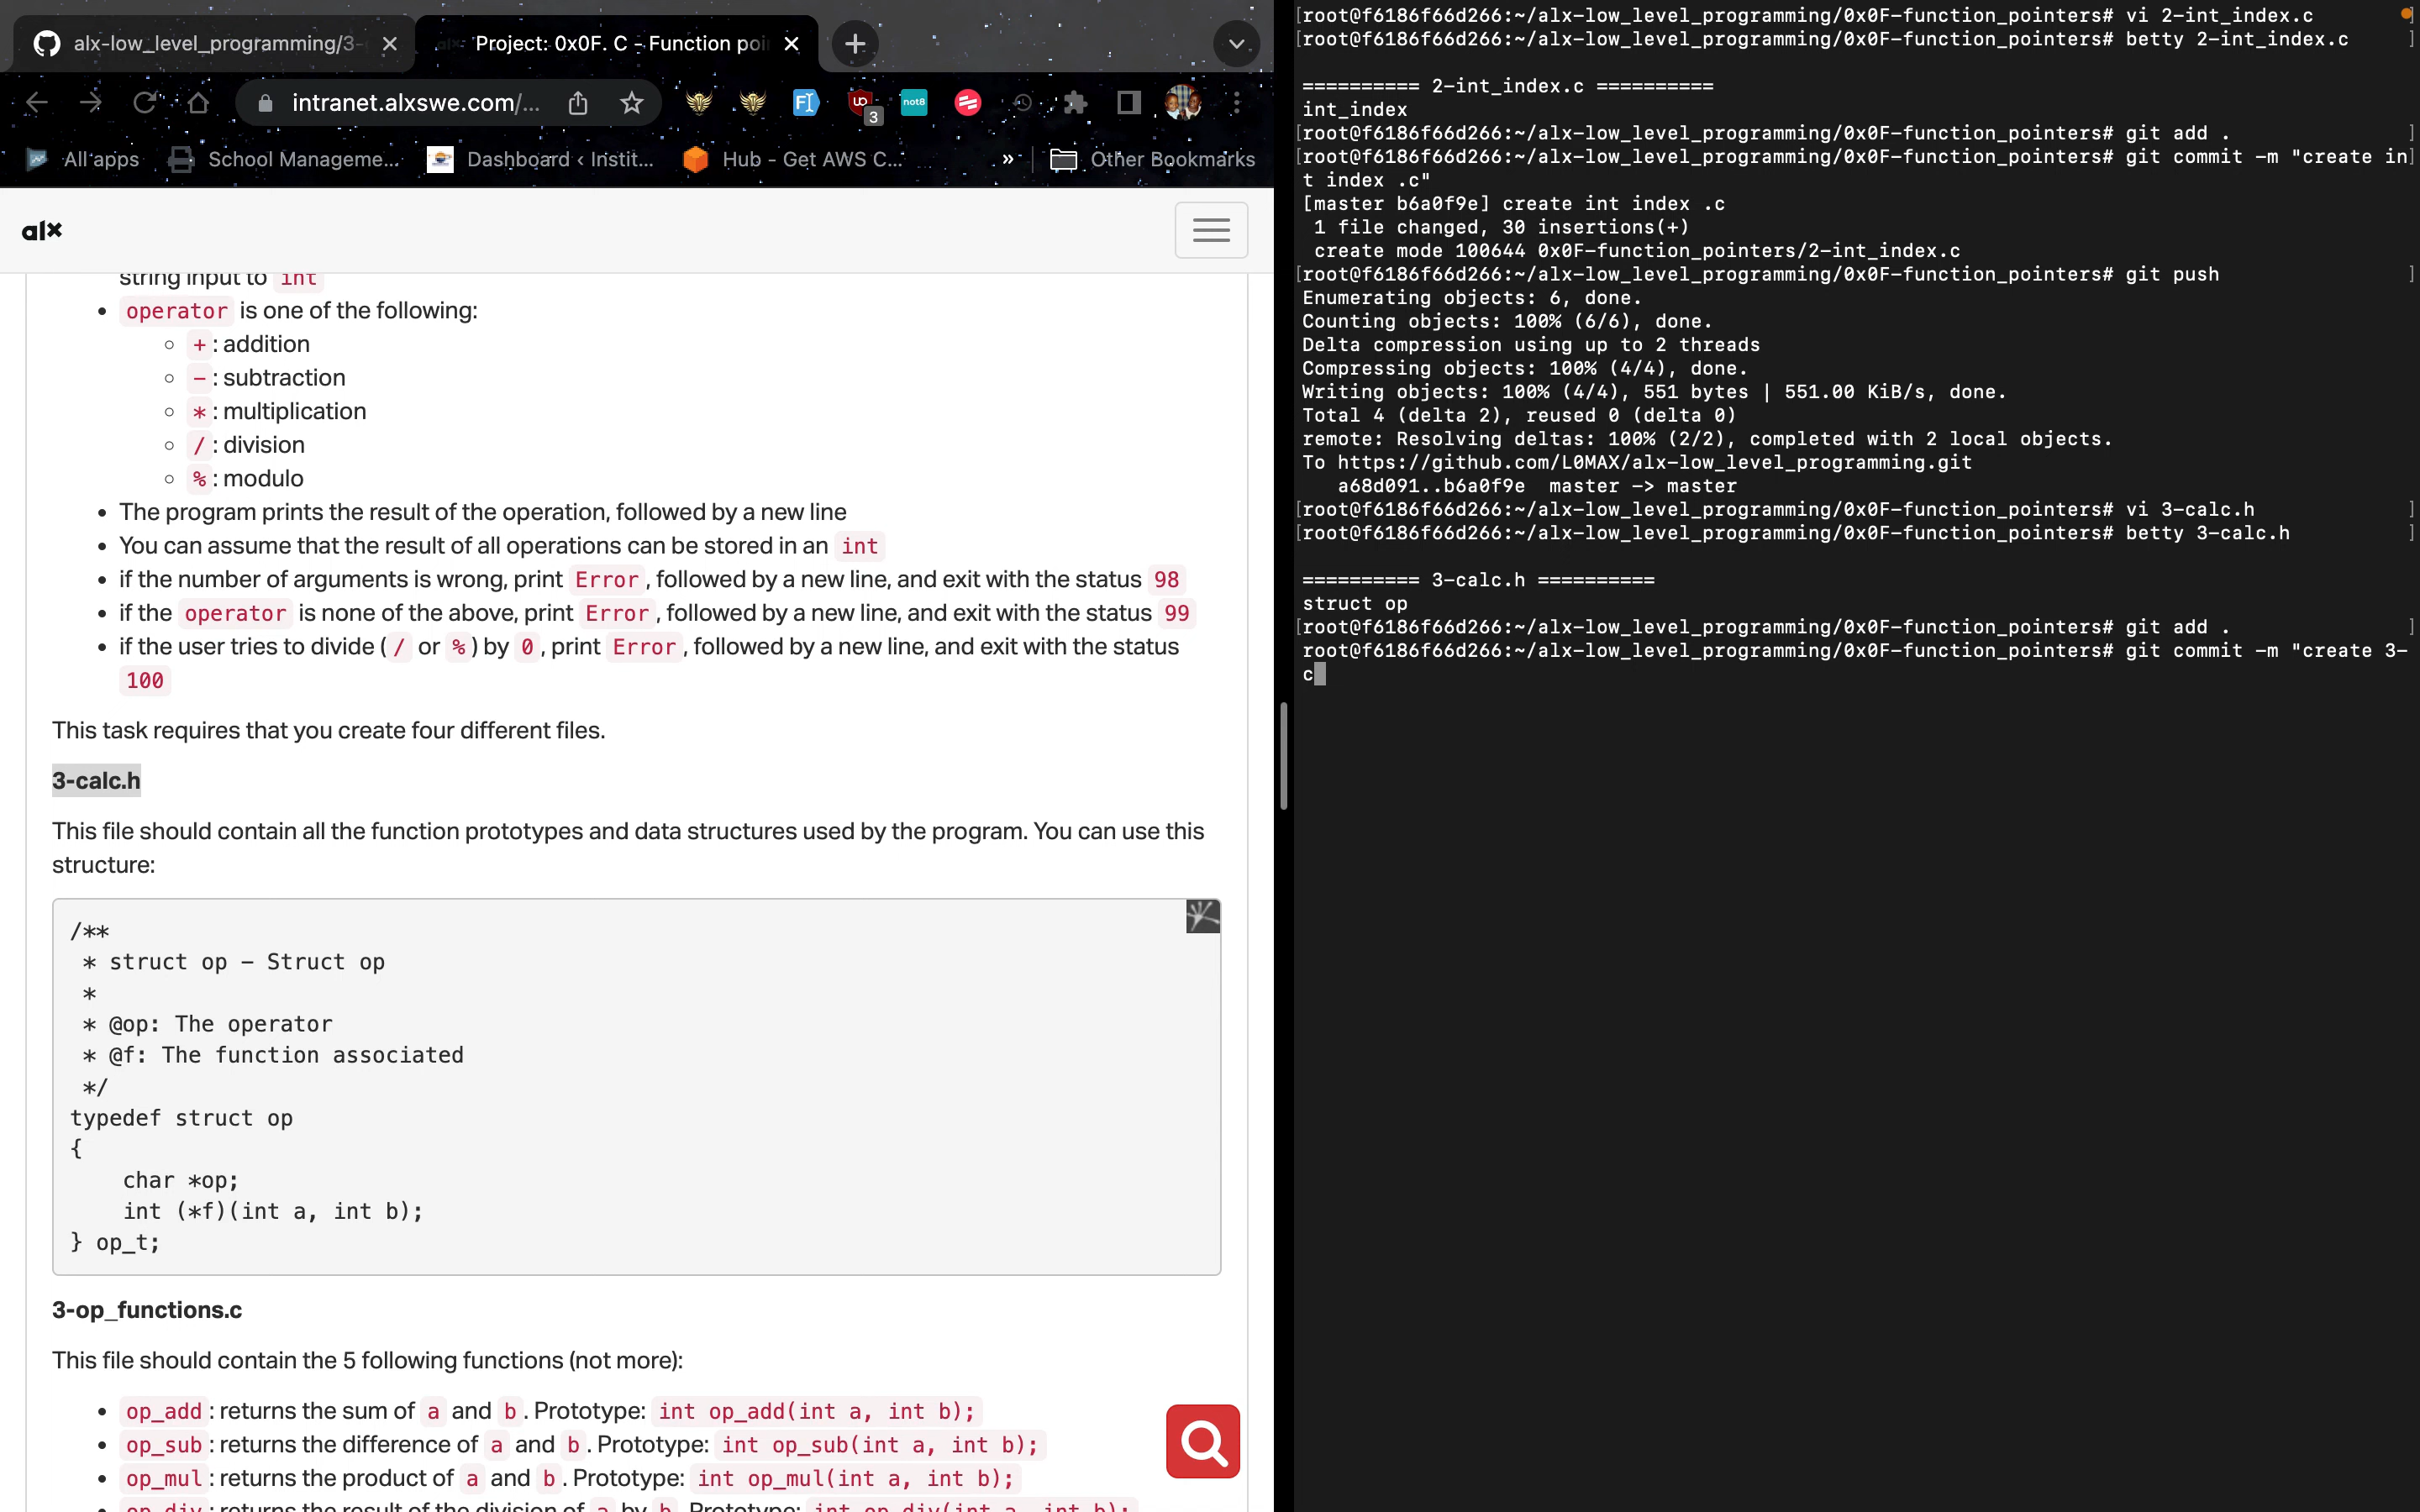 alx-low_level_programming/3-
Project: 0x0F. C - Function poi
intranet.alxswe.com/...
3
not8
All apps
School Manageme...
Dashboard ‹ Instit...
Hub - Get AWS C...
»
Other Bookmarks
alx
string input to int
• operator is one of the following:
+ : addition
- : subtraction
* : multiplication
/ : division
% : modulo
• The program prints the result of the operation, followed by a new line
• You can assume that the result of all operations can be stored in an int
• if the number of arguments is wrong, print Error, followed by a new line, and exit with the status 98
• if the operator is none of the above, print Error, followed by a new line, and exit with the status 99
• if the user tries to divide ( / or % ) by 0, print Error, followed by a new line, and exit with the status
100
This task requires that you create four different files.
3-calc.h
This file should contain all the function prototypes and data structures used by the program. You can use this
structure:
/**
 * struct op - Struct op
 *
 * @op: The operator
 * @f: The function associated
 */
typedef struct op
{
    char *op;
    int (*f)(int a, int b);
} op_t;
3-op_functions.c
This file should contain the 5 following functions (not more):
• op_add : returns the sum of a and b. Prototype: int op_add(int a, int b);
• op_sub : returns the difference of a and b. Prototype: int op_sub(int a, int b);
• op_mul : returns the product of a and b. Prototype: int op_mul(int a, int b);
• op_div : returns the result of the division of a by b. Prototype: int op_div(int a, int b);
[root@f6186f66d266:~/alx-low_level_programming/0x0F-function_pointers# vi 2-int_index.c ]
[root@f6186f66d266:~/alx-low_level_programming/0x0F-function_pointers# betty 2-int_index.c ]
========== 2-int_index.c ==========
int_index
[root@f6186f66d266:~/alx-low_level_programming/0x0F-function_pointers# git add . ]
[root@f6186f66d266:~/alx-low_level_programming/0x0F-function_pointers# git commit -m "create in]
t index .c"
[master b6a0f9e] create int index .c
 1 file changed, 30 insertions(+)
 create mode 100644 0x0F-function_pointers/2-int_index.c
[root@f6186f66d266:~/alx-low_level_programming/0x0F-function_pointers# git push ]
Enumerating objects: 6, done.
Counting objects: 100% (6/6), done.
Delta compression using up to 2 threads
Compressing objects: 100% (4/4), done.
Writing objects: 100% (4/4), 551 bytes | 551.00 KiB/s, done.
Total 4 (delta 2), reused 0 (delta 0)
remote: Resolving deltas: 100% (2/2), completed with 2 local objects.
To https://github.com/L0MAX/alx-low_level_programming.git
   a68d091..b6a0f9e  master -> master
[root@f6186f66d266:~/alx-low_level_programming/0x0F-function_pointers# vi 3-calc.h ]
[root@f6186f66d266:~/alx-low_level_programming/0x0F-function_pointers# betty 3-calc.h ]
========== 3-calc.h ==========
struct op
[root@f6186f66d266:~/alx-low_level_programming/0x0F-function_pointers# git add . ]
root@f6186f66d266:~/alx-low_level_programming/0x0F-function_pointers# git commit -m "create 3-
c